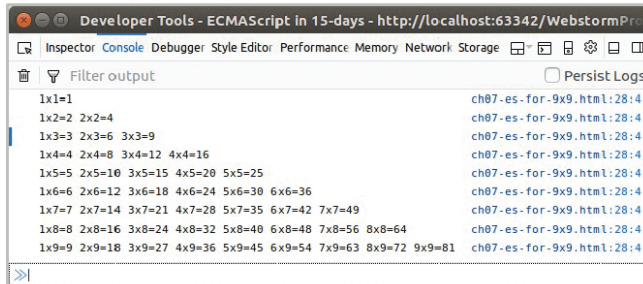 Developer Tools - ECMAScript in 15-days - http://localhost:63342/WebstormPro
Inspector Console Debugger Style Editor Performance Memory Network Storage
Filter output Persist Logs
1x1=1 ch07-es-for-9x9.html:28:4
1x2=2 2x2=4 ch07-es-for-9x9.html:28:4
1x3=3 2x3=6 3x3=9 ch07-es-for-9x9.html:28:4
1x4=4 2x4=8 3x4=12 4x4=16 ch07-es-for-9x9.html:28:4
1x5=5 2x5=10 3x5=15 4x5=20 5x5=25 ch07-es-for-9x9.html:28:4
1x6=6 2x6=12 3x6=18 4x6=24 5x6=30 6x6=36 ch07-es-for-9x9.html:28:4
1x7=7 2x7=14 3x7=21 4x7=28 5x7=35 6x7=42 7x7=49 ch07-es-for-9x9.html:28:4
1x8=8 2x8=16 3x8=24 4x8=32 5x8=40 6x8=48 7x8=56 8x8=64 ch07-es-for-9x9.html:28:4
1x9=9 2x9=18 3x9=27 4x9=36 5x9=45 6x9=54 7x9=63 8x9=72 9x9=81 ch07-es-for-9x9.html:28:4